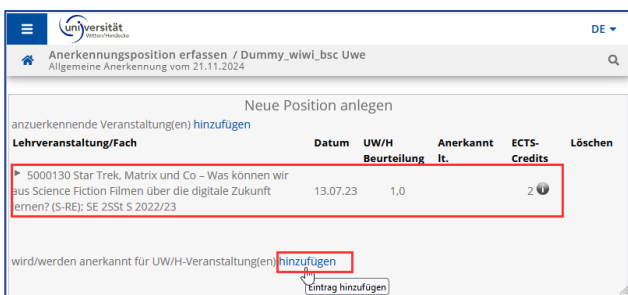 uni versität
Witten/Herdecke
DE
Anerkennungsposition erfassen / Dummy_wiwi_bsc Uwe
Allgemeine Anerkennung vom 21.11.2024
Neue Position anlegen
anzuerkennende Veranstaltung(en) hinzufügen
Lehrveranstaltung/Fach Datum UW/H Beurteilung Anerkannt lt. ECTS-Credits Löschen
5000130 Star Trek, Matrix und Co – Was können wir
aus Science Fiction Filmen über die digitale Zukunft 13.07.23 1,0 2
lernen? (S-RE); SE 2SSt S 2022/23
wird/werden anerkannt für UW/H-Veranstaltung(en) hinzufügen
Eintrag hinzufügen